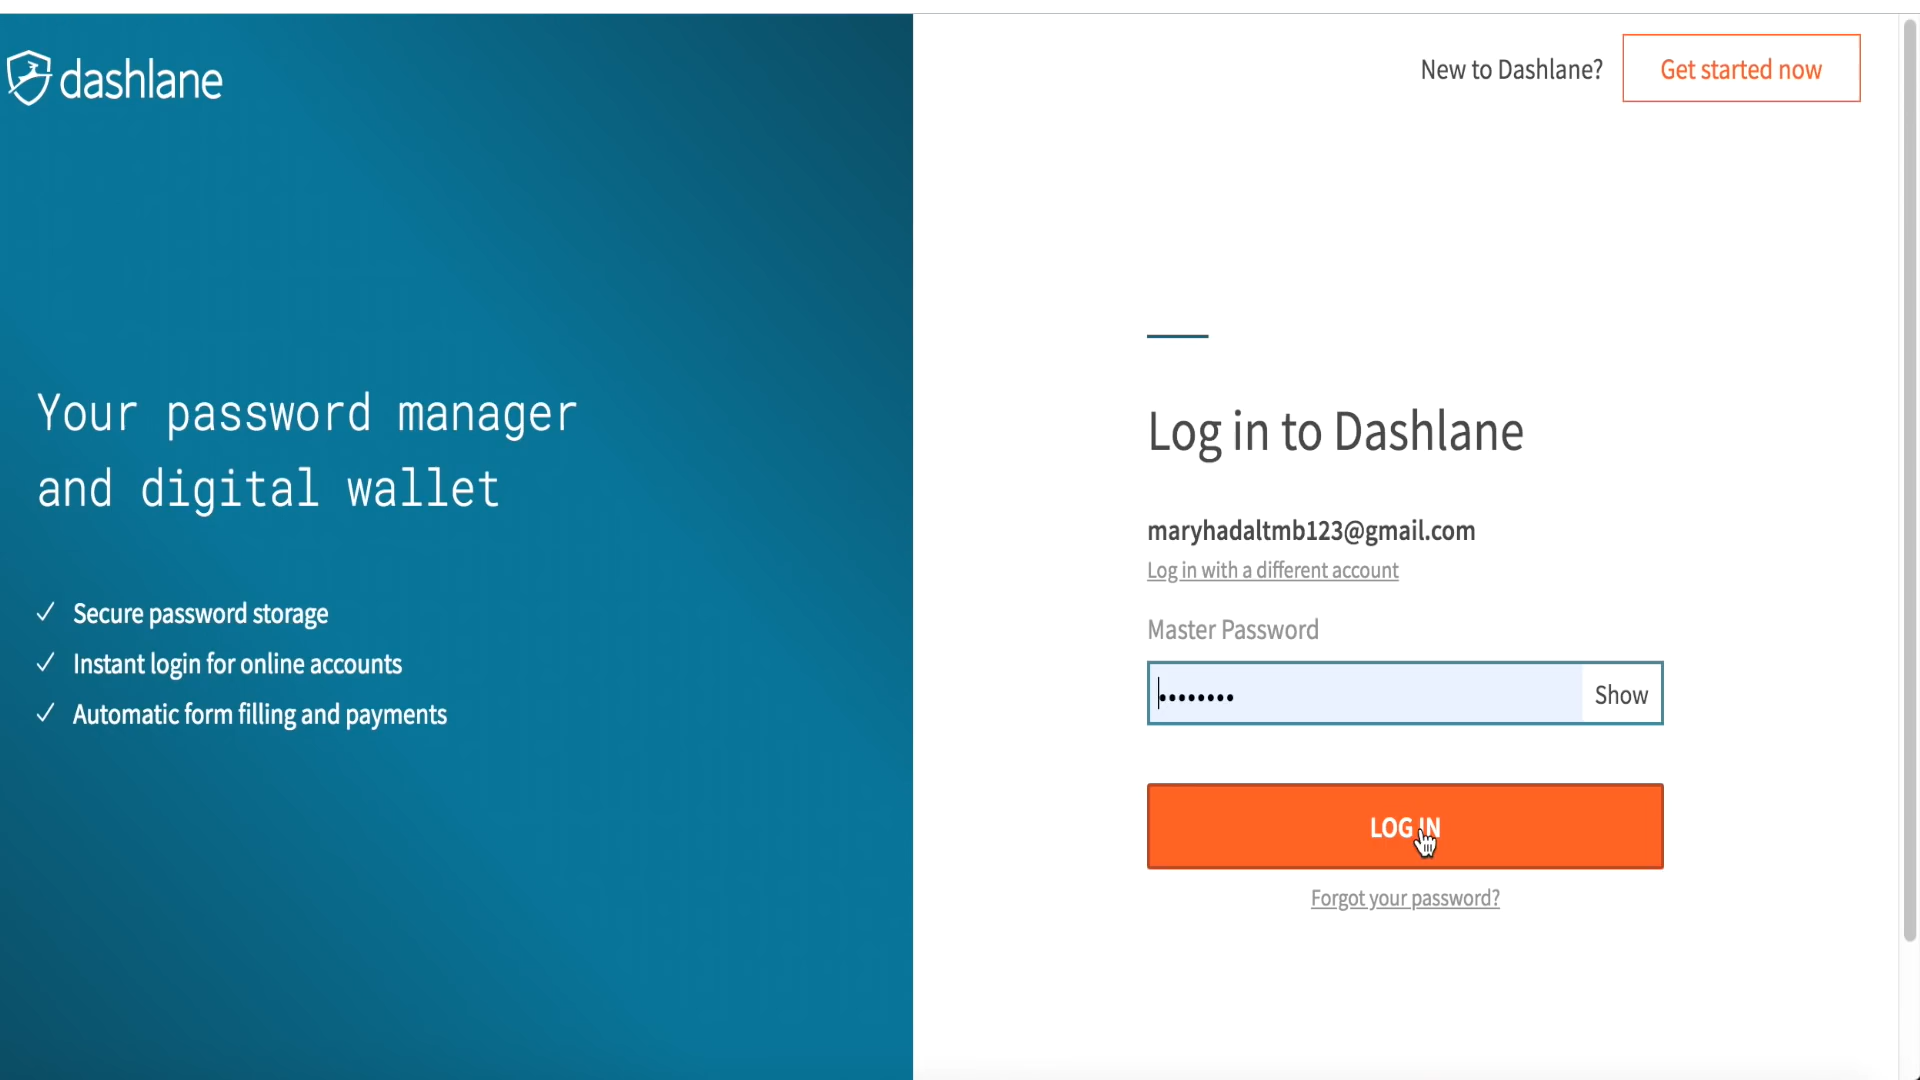 dashlane
New to Dashlane?
Get started now
Your password manager
and digital wallet
Secure password storage
Instant login for online accounts
Automatic form filling and payments
Log in to Dashlane
maryhadaltmb123@gmail.com
Log in with a different account
Master Password
Show
LOG IN
Forgot your password?